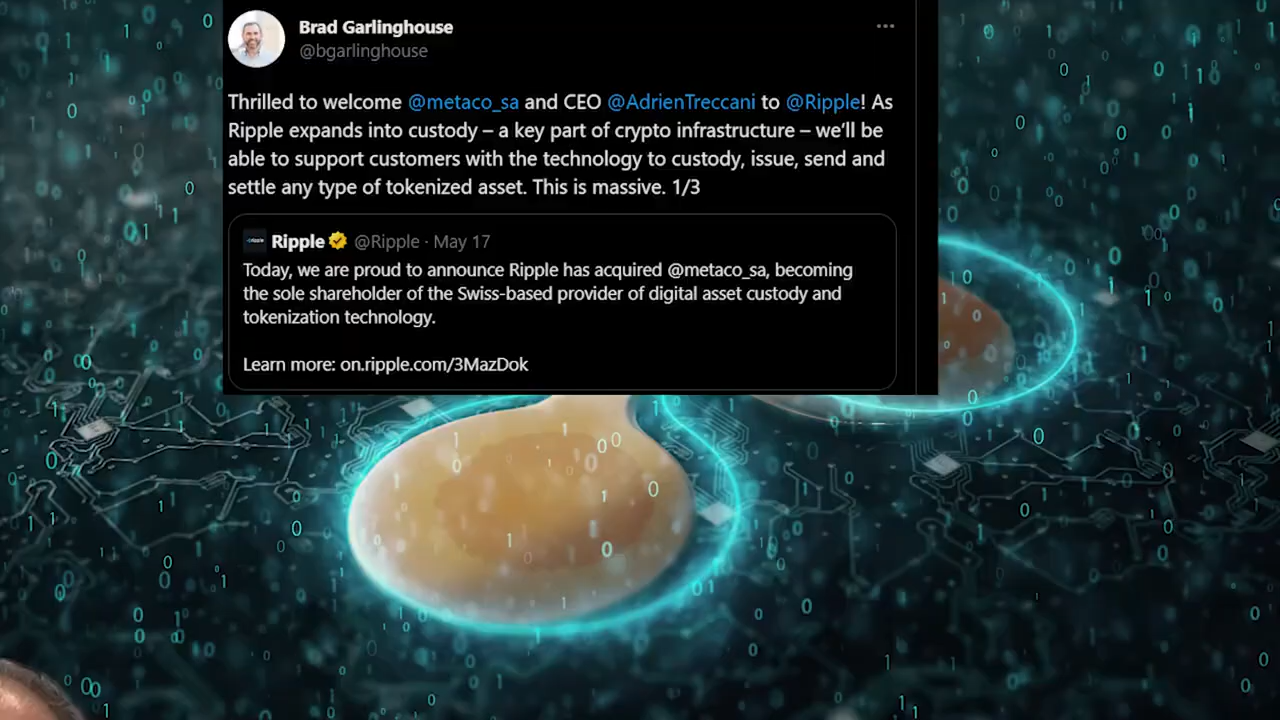 Brad Garlinghouse
@bgarlinghouse
Thrilled to welcome @metaco_sa and CEO @AdrienTreccani to @Ripple! As
Ripple expands into custody – a key part of crypto infrastructure – we'll be
able to support customers with the technology to custody, issue, send and
settle any type of tokenized asset. This is massive. 1/3
Ripple @Ripple · May 17
Today, we are proud to announce Ripple has acquired @metaco_sa, becoming
the sole shareholder of the Swiss-based provider of digital asset custody and
tokenization technology.
Learn more: on.ripple.com/3MazDok